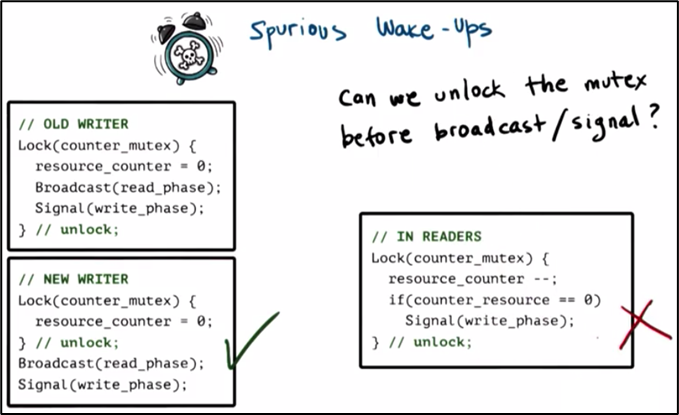 Spurious Wake-Ups
Can we unlock the mutex
before broadcast/signal?
// OLD WRITER
Lock(counter_mutex) {
resource_counter = 0;
Broadcast(read_phase);
Signal(write_phase);
} // unlock;
// NEW WRITER
Lock(counter_mutex) {
resource_counter = 0;
} // unlock;
Broadcast(read_phase);
Signal(write_phase);
// IN READERS
Lock(counter_mutex) {
resource_counter --;
if(counter_resource == 0)
Signal(write_phase);
} // unlock;